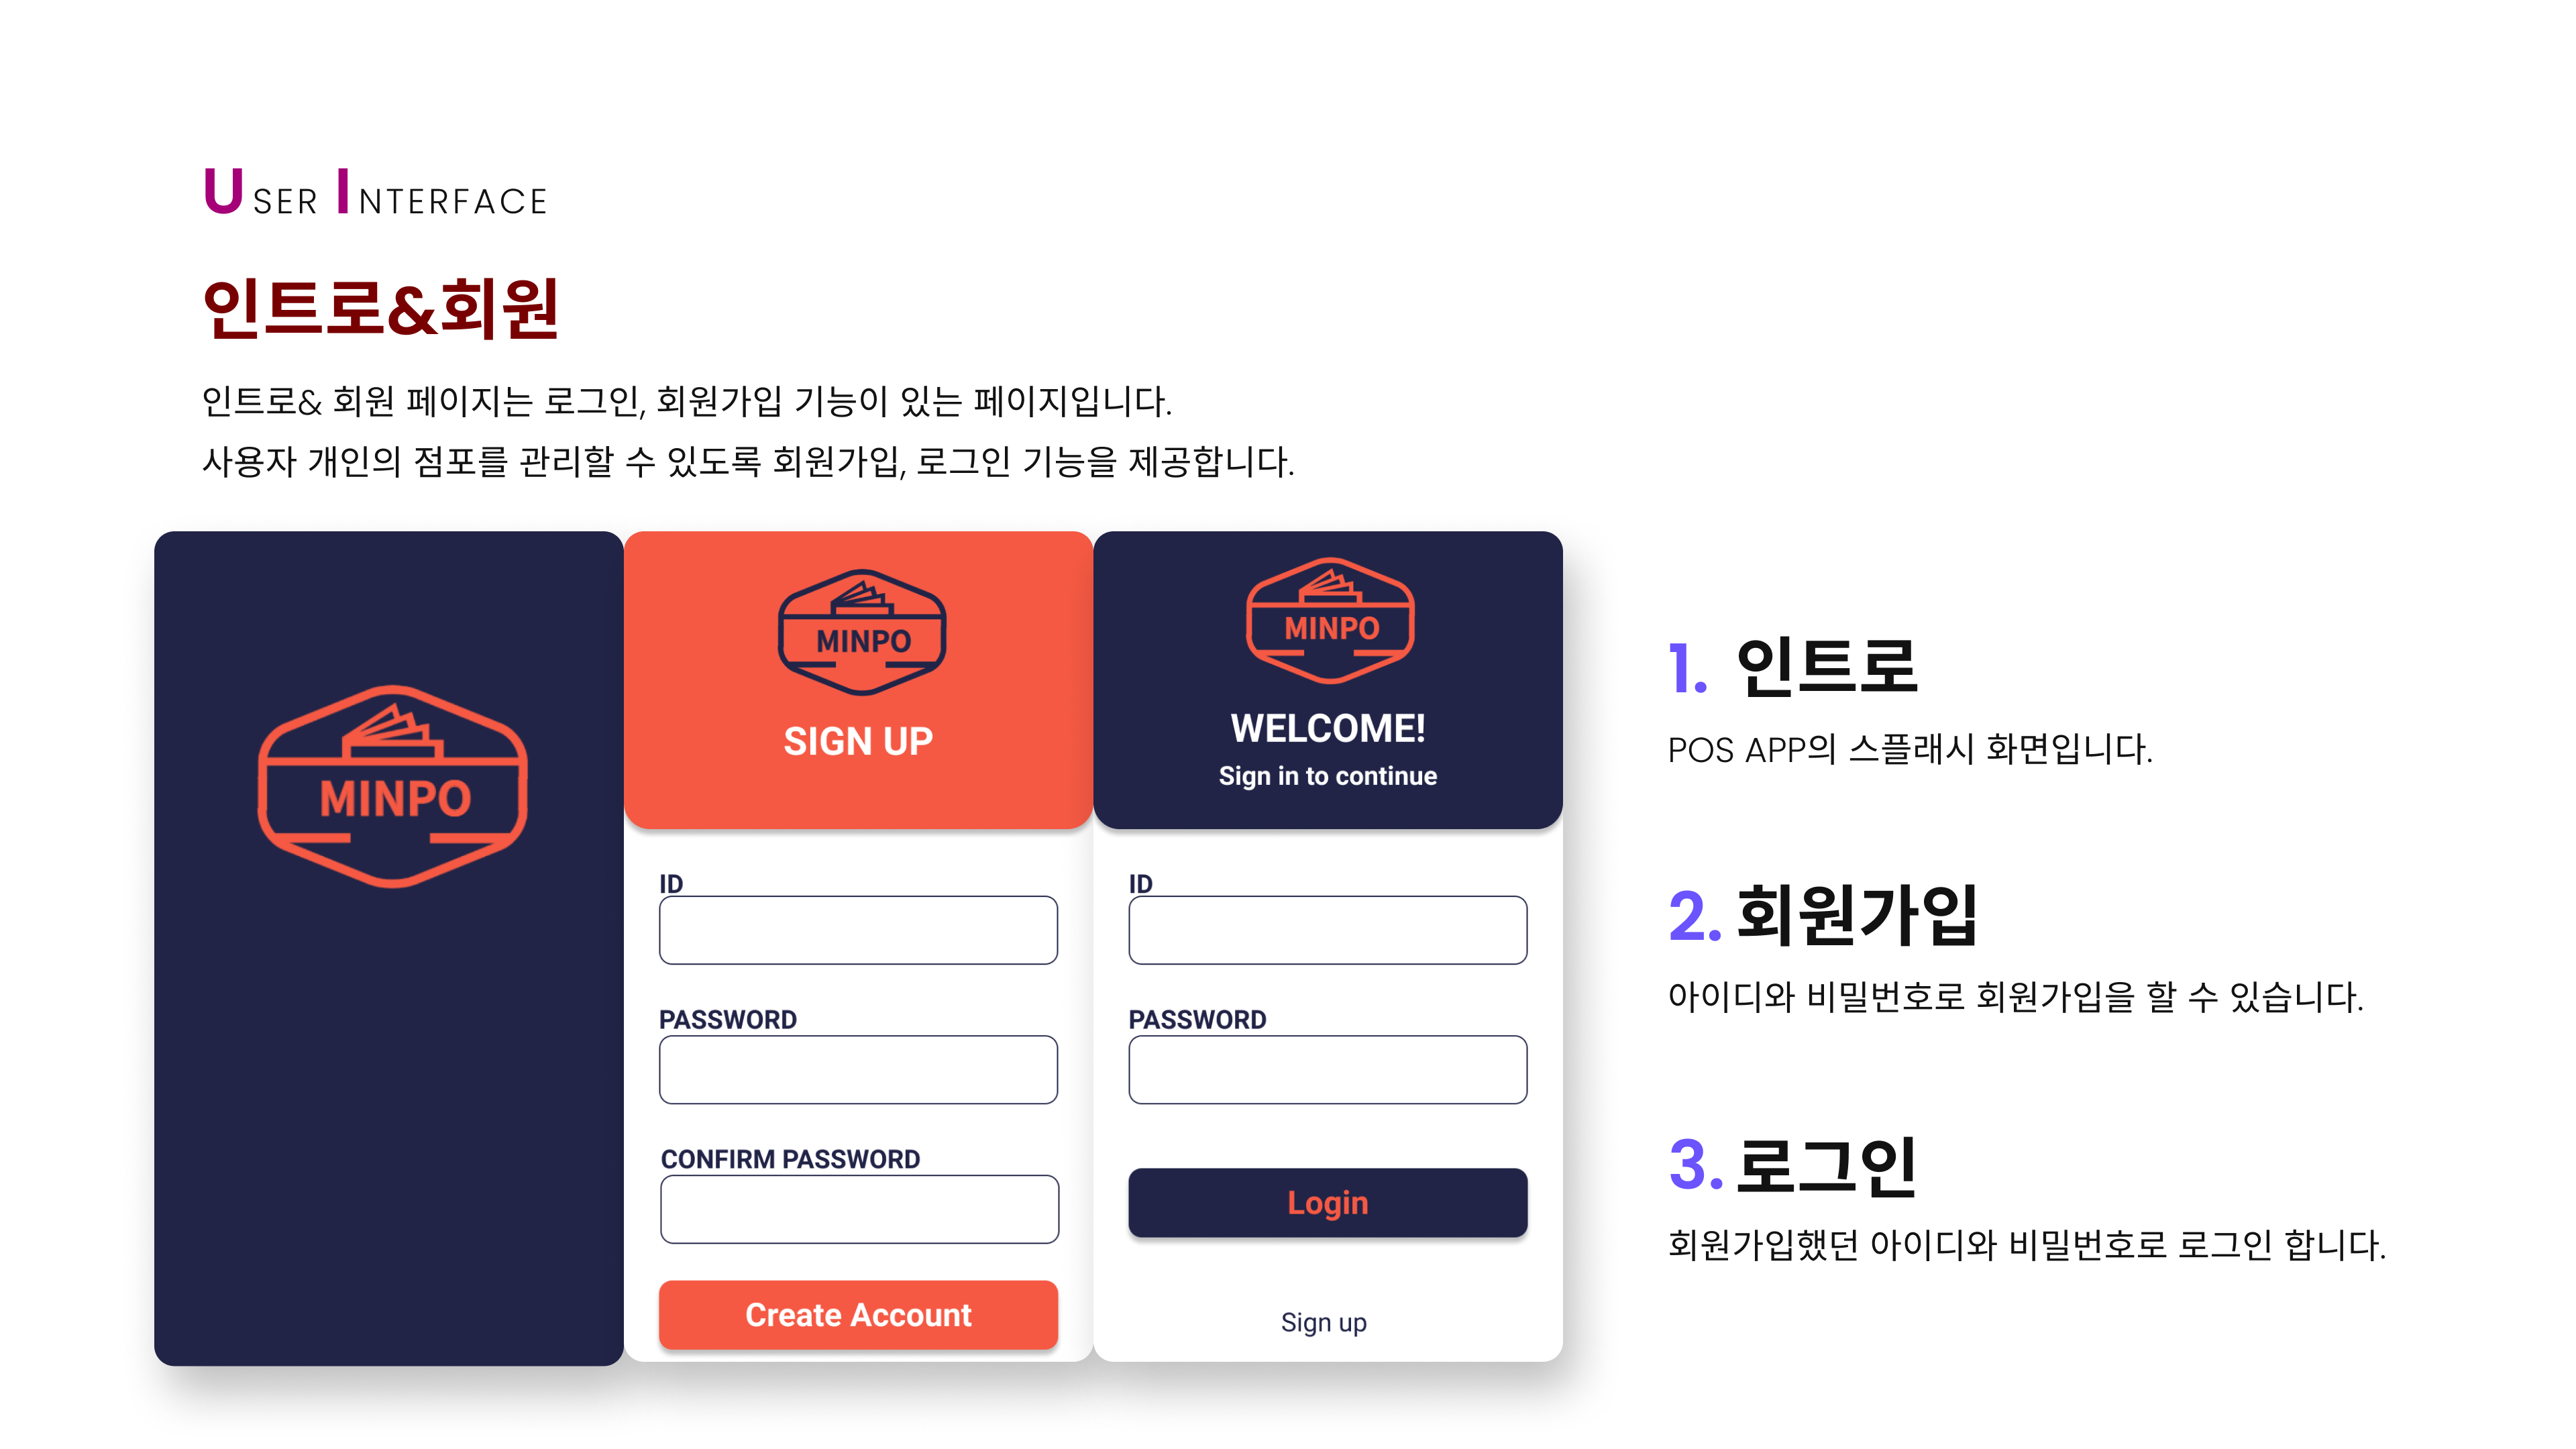 USER INTERFACE
인트로&회원
인트로& 회원 페이지는 로그인, 회원가입 기능이 있는 페이지입니다.
사용자 개인의 점포를 관리할 수 있도록 회원가입, 로그인 기능을 제공합니다.
MINPO
MINPO
SIGN UP
ID
PASSWORD
CONFIRM PASSWORD
Create Account
MINPO
WELCOME!
Sign in to continue
ID
PASSWORD
Login
Sign up
1. 인트로
POS APP의 스플래시 화면입니다.
2. 회원가입
아이디와 비밀번호로 회원가입을 할 수 있습니다.
3. 로그인
회원가입했던 아이디와 비밀번호로 로그인 합니다.